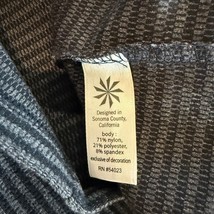 Designed in
Sonoma County,
California
body:
71% nylon,
21% polyester,
8% spandex
exclusive of decoration
RN #54023